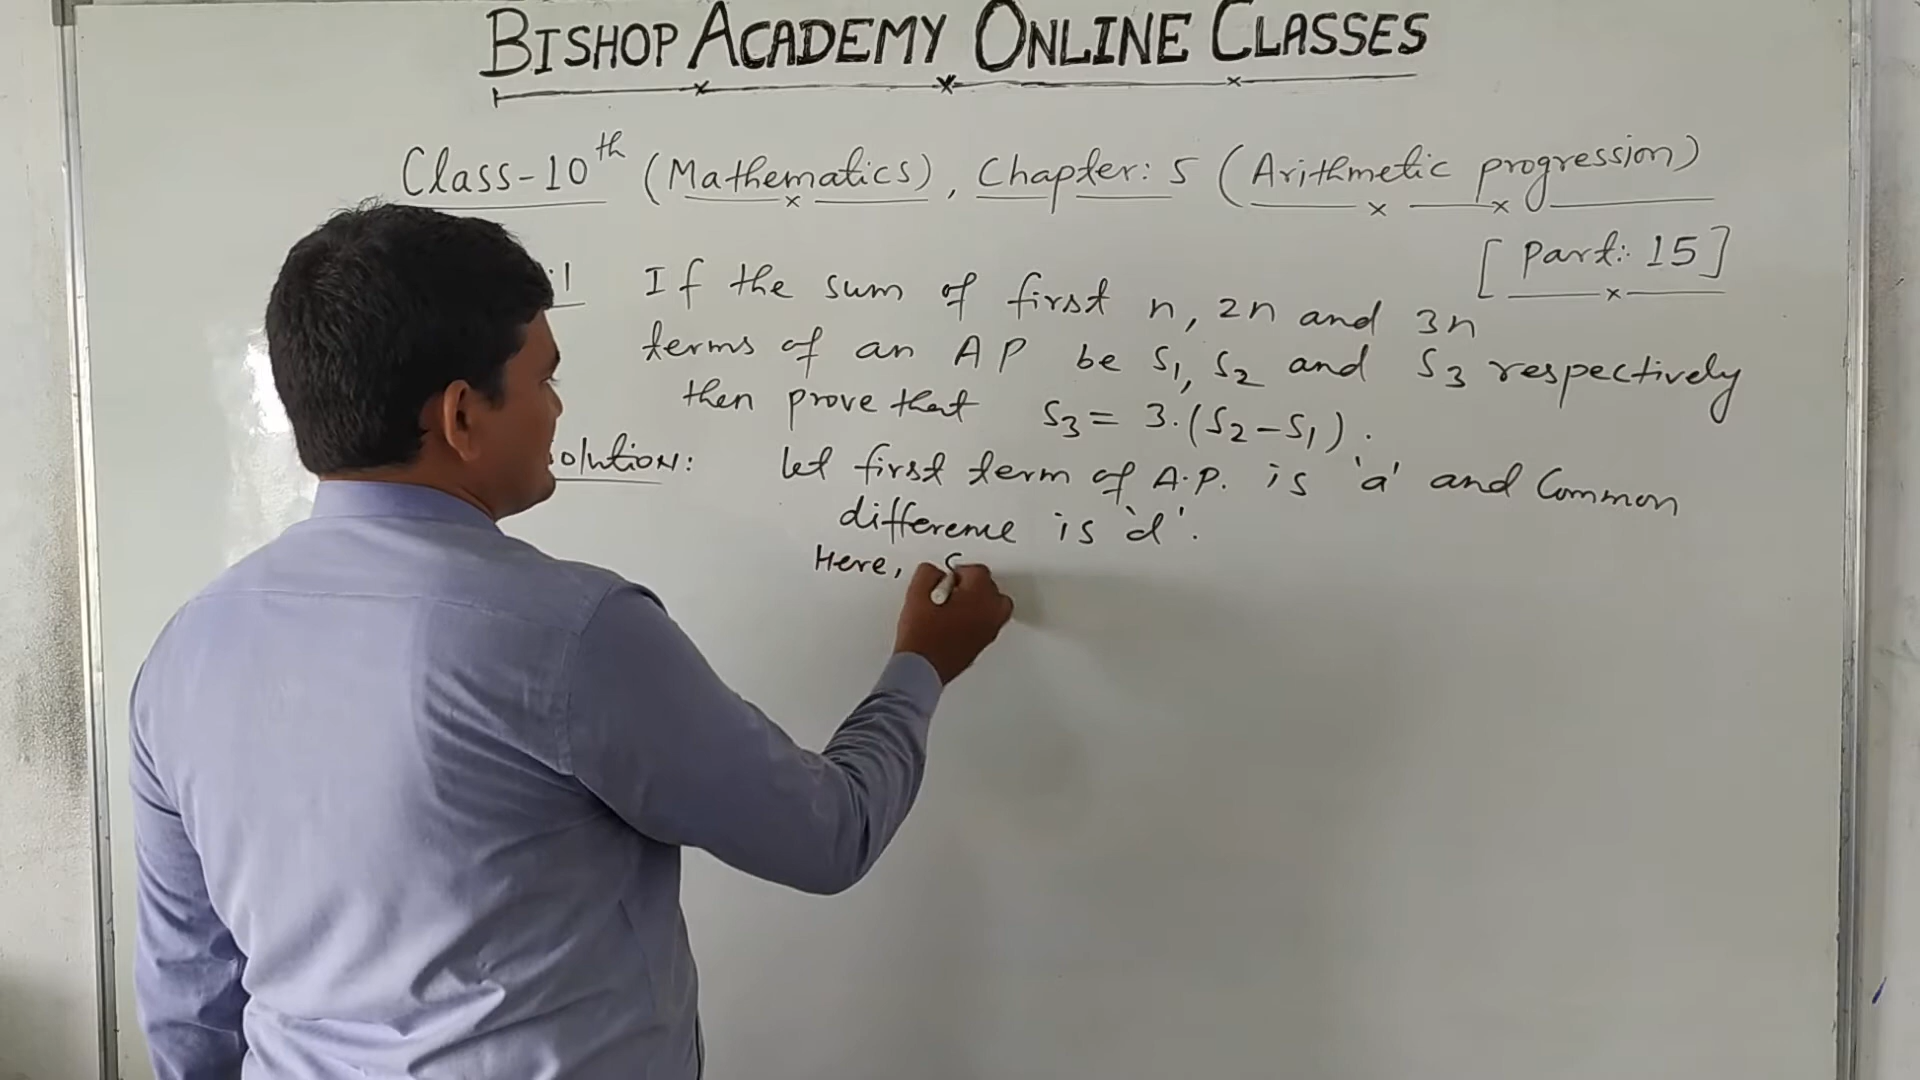 BISHOP ACADEMY ONLINE CLASSES
Class-10th (Mathematics), Chapter: 5 (Arithmetic progression)
[Part: 15]
:1 If the sum of first n, 2n and 3n
terms of an AP be S1, S2 and S3 respectively
then prove that S3 = 3.(S2-S1).
olution: Let first term of A.P. is 'a' and Common
difference is 'd'.
Here, S